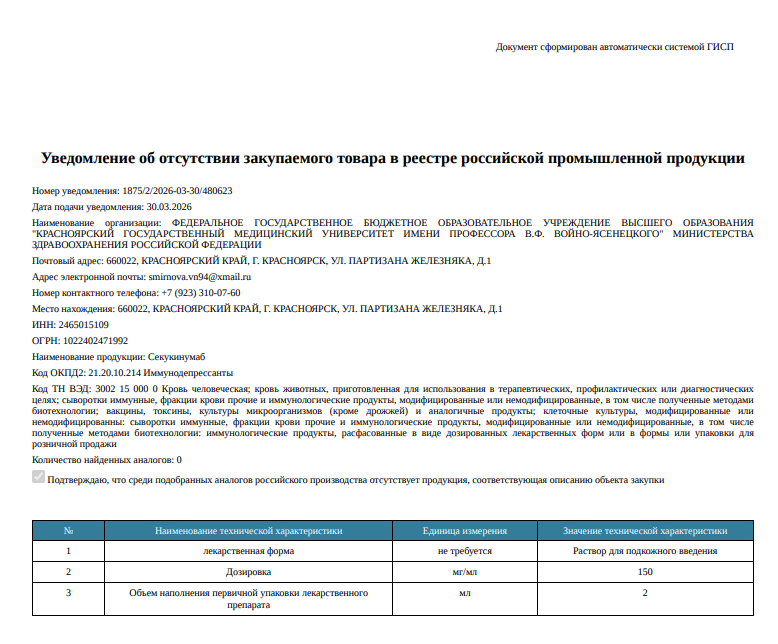 Документ сформирован автоматически системой ГИСП
Уведомление об отсутствии закупаемого товара в реестре российской промышленной продукции
Номер уведомления: 1875/2/2026-03-30/480623
Дата подачи уведомления: 30.03.2026
Наименование организации: ФЕДЕРАЛЬНОЕ ГОСУДАРСТВЕННОЕ БЮДЖЕТНОЕ ОБРАЗОВАТЕЛЬНОЕ УЧРЕЖДЕНИЕ ВЫСШЕГО ОБРАЗОВАНИЯ
"КРАСНОЯРСКИЙ ГОСУДАРСТВЕННЫЙ МЕДИЦИНСКИЙ УНИВЕРСИТЕТ ИМЕНИ ПРОФЕССОРА В.Ф. ВОЙНО-ЯСЕНЕЦКОГО" МИНИСТЕРСТВА
ЗДРАВООХРАНЕНИЯ РОССИЙСКОЙ ФЕДЕРАЦИИ
Почтовый адрес: 660022, КРАСНОЯРСКИЙ КРАЙ, Г. КРАСНОЯРСК, УЛ. ПАРТИЗАНА ЖЕЛЕЗНЯКА, Д.1
Адрес электронной почты: smirnova.vn94@xmail.ru
Номер контактного телефона: +7 (923) 310-07-60
Место нахождения: 660022, КРАСНОЯРСКИЙ КРАЙ, Г. КРАСНОЯРСК, УЛ. ПАРТИЗАНА ЖЕЛЕЗНЯКА, Д.1
ИНН: 2465015109
ОГРН: 1022402471992
Наименование продукции: Секукинумаб
Код ОКПД2: 21.20.10.214 Иммунодепрессанты
Код ТН ВЭД: 3002 15 000 0 Кровь человеческая; кровь животных, приготовленная для использования в терапевтических, профилактических или диагностических
целях; сыворотки иммунные, фракции крови прочие и иммунологические продукты, модифицированные или немодифицированные, в том числе полученные методами
биотехнологии; вакцины, токсины, культуры микроорганизмов (кроме дрожжей) и аналогичные продукты; клеточные культуры, модифицированные или
немодифицированны: сыворотки иммунные, фракции крови прочие и иммунологические продукты, модифицированные или немодифицированные, в том числе
полученные методами биотехнологии: иммунологические продукты, расфасованные в виде дозированных лекарственных форм или в формы или упаковки для
розничной продажи
Количество найденных аналогов: 0
Подтверждаю, что среди подобранных аналогов российского производства отсутствует продукция, соответствующая описанию объекта закупки
№ Наименование технической характеристики Единица измерения Значение технической характеристики
1 лекарственная форма не требуется Раствор для подкожного введения
2 Дозировка мг/мл 150
3 Объем наполнения первичной упаковки лекарственного мл 2
препарата